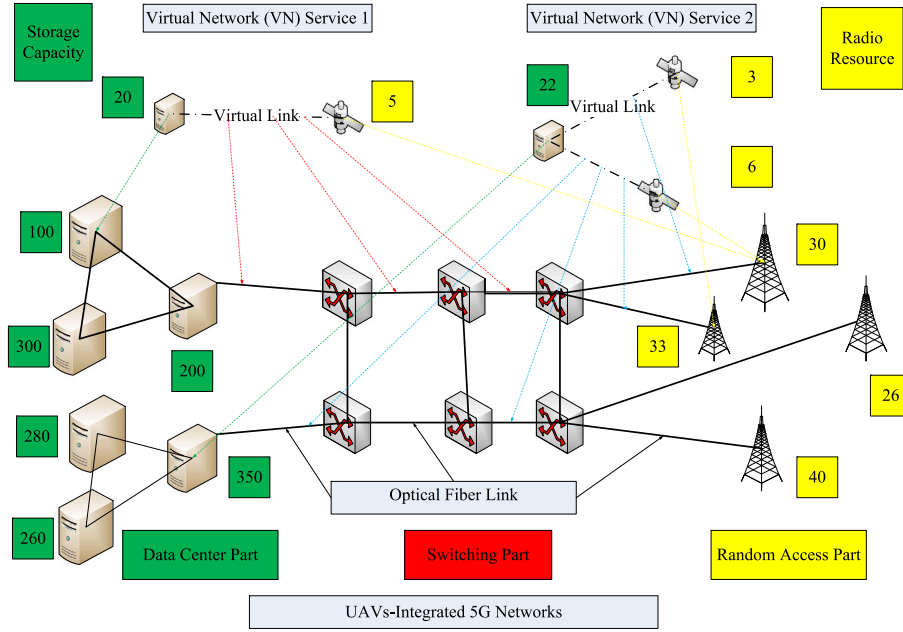 Storage
Capacity
Virtual Network (VN) Service 1
Virtual Network (VN) Service 2
Radio
Resource
20
Virtual Link
5
22
Virtual Link
3
6
100
30
300
200
33
26
280
350
260
40
Optical Fiber Link
Data Center Part
Switching Part
Random Access Part
UAVs-Integrated 5G Networks